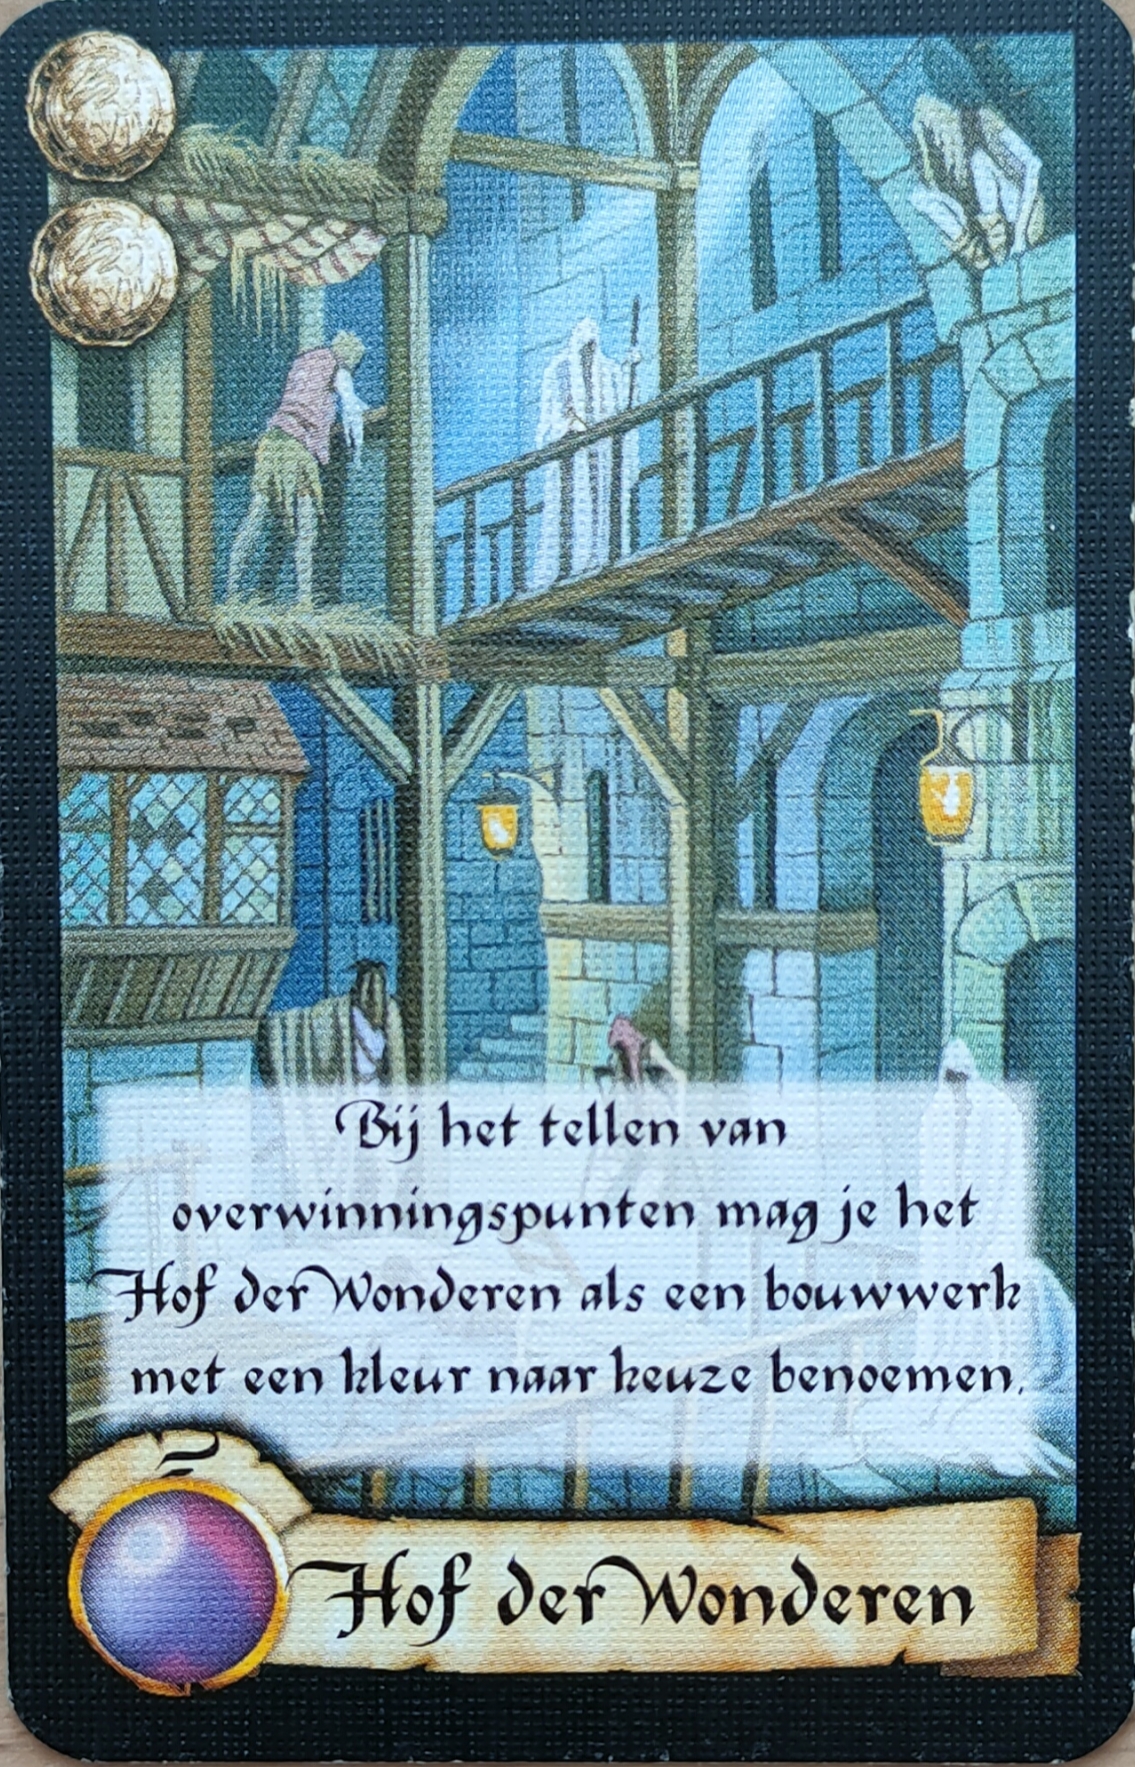 Bij het tellen van
overwinningspunten mag je het
Hof der Wonderen als een bouwwerk
met een kleur naar keuze benoemen.
Hof der Wonderen